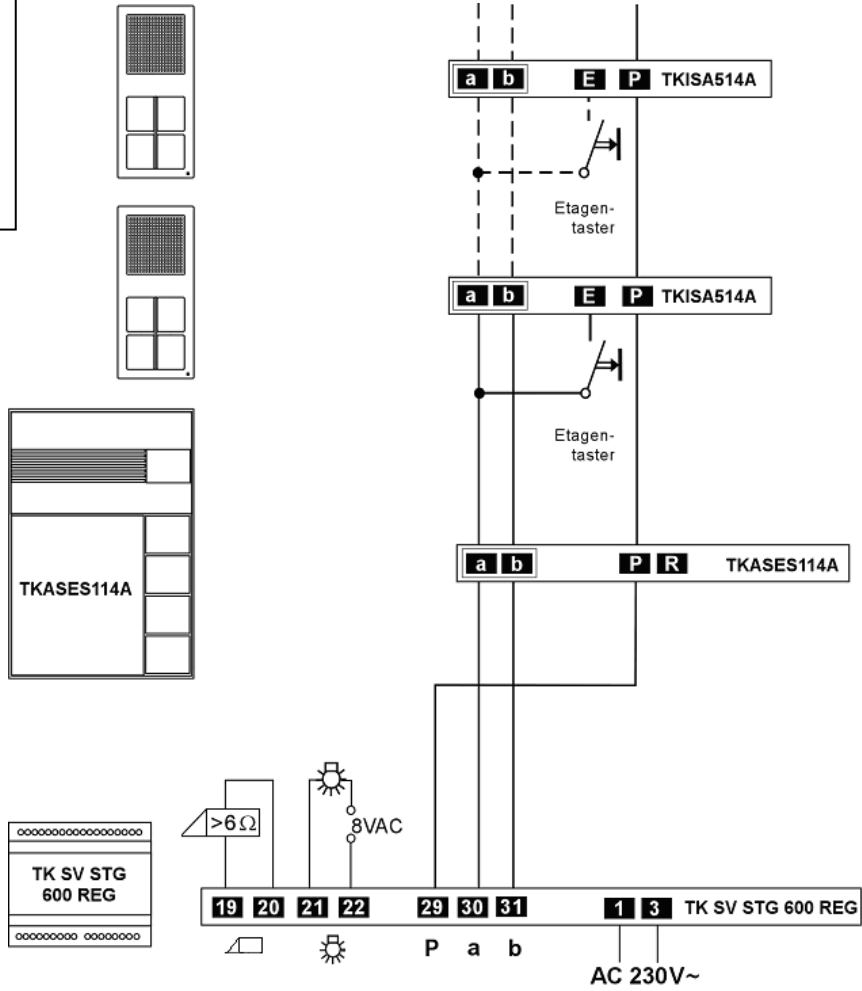 a b E P TKISA514A
Etagen-
taster
a b E P TKISA514A
Etagen-
taster
a b P R TKASES114A
TKASES114A
>6Ω
8VAC
TK SV STG
600 REG
19 20 21 22 29 30 31 1 3 TK SV STG 600 REG
P a b
AC 230V~